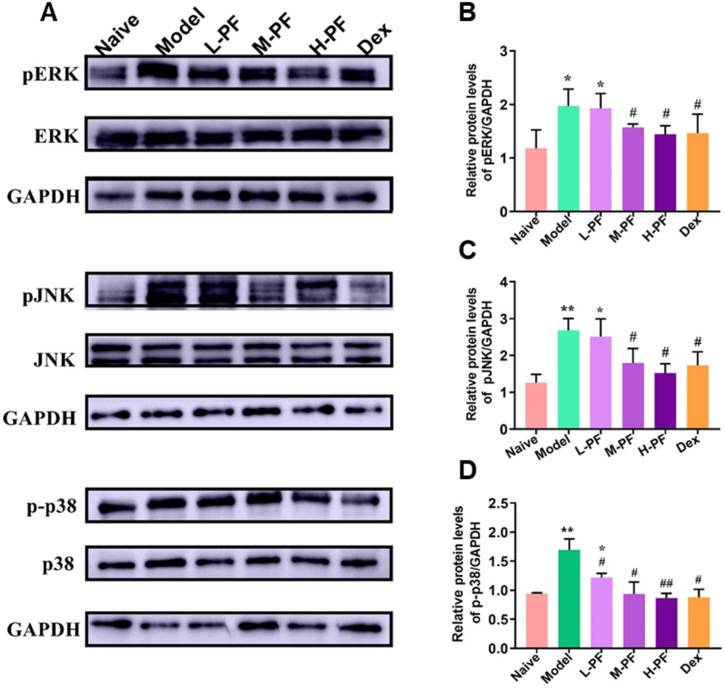 A
Naive Model L-PF M-PF H-PF Dex
pERK
ERK
GAPDH
pJNK
JNK
GAPDH
p-p38
p38
GAPDH
B
Relative protein levels
of pERK/GAPDH
3
2
1
0
* * # # #
Naive Model L-PF M-PF H-PF Dex
C
Relative protein levels
of pJNK/GAPDH
4
3
2
1
0
** * # # #
Naive Model L-PF M-PF H-PF Dex
D
Relative protein levels
of p-p38/GAPDH
2.5
2.0
1.5
1.0
0.5
0.0
** * # # ## #
Naive Model L-PF M-PF H-PF Dex